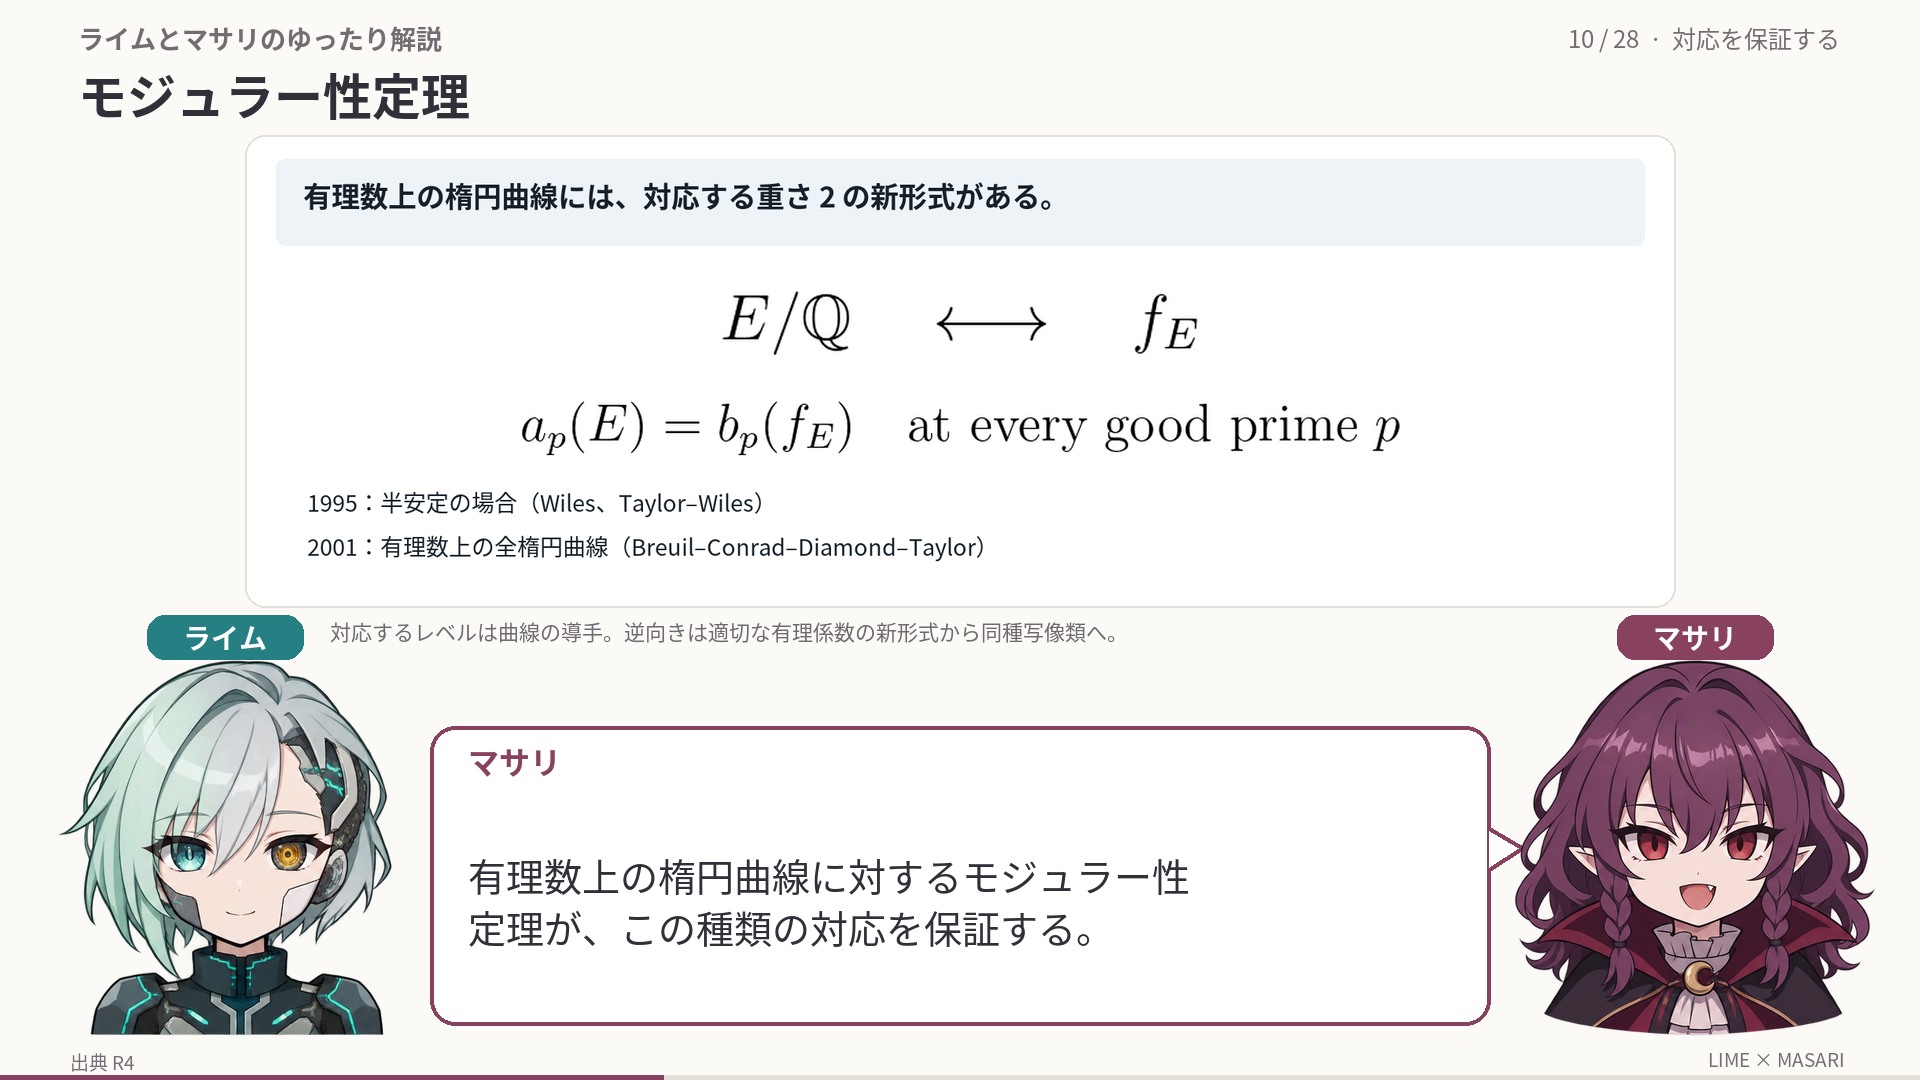 ライムとマサリのゆったり解説
10 / 28 · 対応を保証する
モジュラー性定理
有理数上の楕円曲線には、対応する重さ 2 の新形式がある。
E/ℚ ⟷ f_E
a_p(E) = b_p(f_E) at every good prime p
1995：半安定の場合（Wiles、Taylor–Wiles）
2001：有理数上の全楕円曲線（Breuil–Conrad–Diamond–Taylor）
ライム
対応するレベルは曲線の導手。逆向きは適切な有理係数の新形式から同種写像類へ。
マサリ
マサリ
有理数上の楕円曲線に対するモジュラー性
定理が、この種類の対応を保証する。
出典 R4
LIME × MASARI